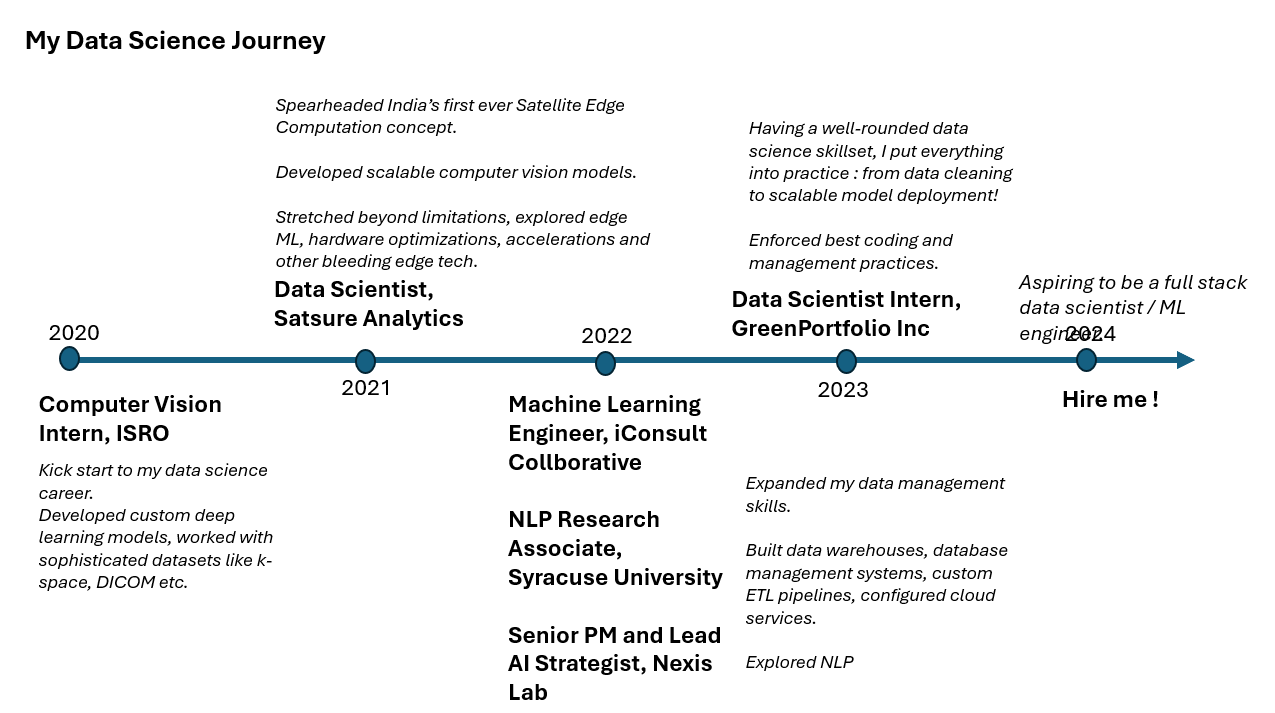 My Data Science Journey
Spearheaded India’s first ever Satellite Edge
Computation concept.
Developed scalable computer vision models.
Stretched beyond limitations, explored edge
ML, hardware optimizations, accelerations and
other bleeding edge tech.
Data Scientist,
Satsure Analytics
Having a well-rounded data
science skillset, I put everything
into practice : from data cleaning
to scalable model deployment!
Enforced best coding and
management practices.
Data Scientist Intern,
GreenPortfolio Inc
Aspiring to be a full stack
data scientist / ML
engineer.
2020
2021
2022
2023
2024
Computer Vision
Intern, ISRO
Kick start to my data science
career.
Developed custom deep
learning models, worked with
sophisticated datasets like k-
space, DICOM etc.
Machine Learning
Engineer, iConsult
Collborative
NLP Research
Associate,
Syracuse University
Senior PM and Lead
AI Strategist, Nexis
Lab
Expanded my data management
skills.
Built data warehouses, database
management systems, custom
ETL pipelines, configured cloud
services.
Explored NLP
Hire me !